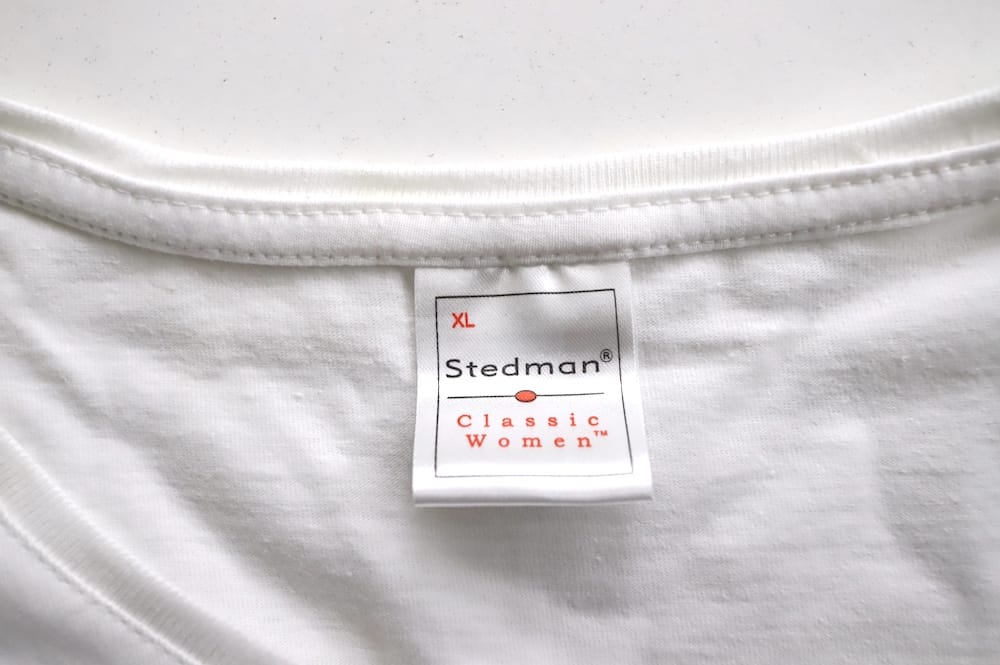 XL
Stedman®
Classic
Women™